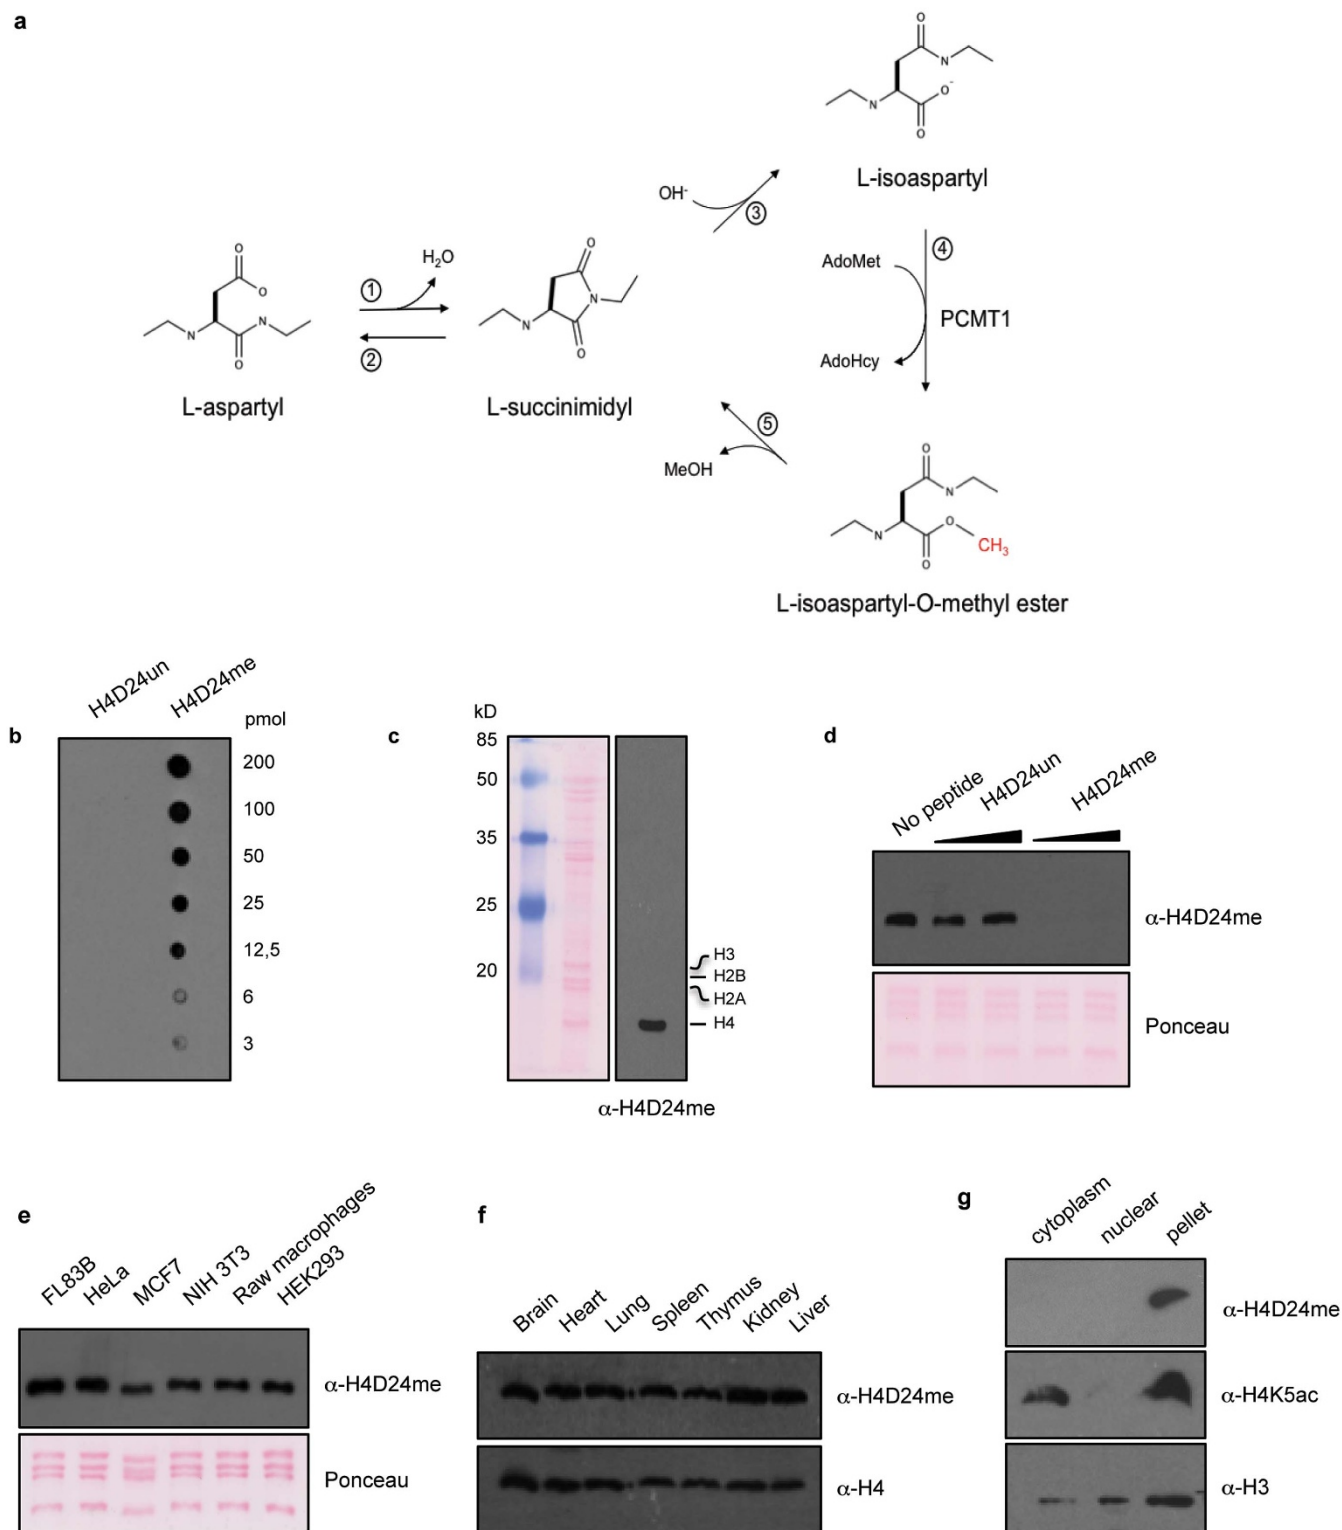 a
O
N
O
N
O⁻
O
L-isoaspartyl
OH⁻
③
H₂O
①
②
O
O
N
N
O
L-aspartyl
O
N
N
O
L-succinimidyl
AdoMet
④
PCMT1
AdoHcy
⑤
MeOH
O
N
O
N
O
CH₃
L-isoaspartyl-O-methyl ester
b
H4D24un
H4D24me
pmol
200
100
50
25
12,5
6
3
c
kD
85
50
35
25
20
H3
H2B
H2A
H4
α-H4D24me
d
No peptide
H4D24un
H4D24me
α-H4D24me
Ponceau
e
FL83B
HeLa
MCF7
NIH 3T3
Raw macrophages
HEK293
α-H4D24me
Ponceau
f
Brain
Heart
Lung
Spleen
Thymus
Kidney
Liver
α-H4D24me
α-H4
g
cytoplasm
nuclear
pellet
α-H4D24me
α-H4K5ac
α-H3